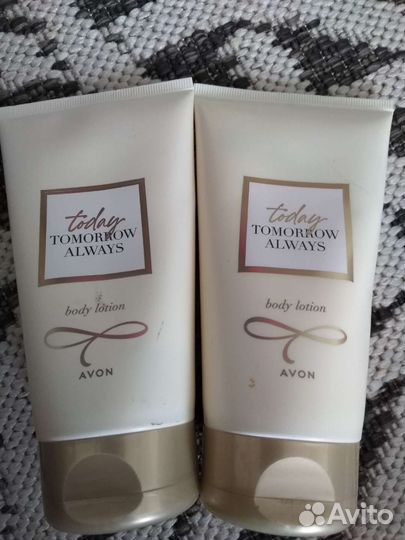 today
TOMORROW
ALWAYS
body lotion
AVON
today
TOMORROW
ALWAYS
body lotion
AVON
Avito